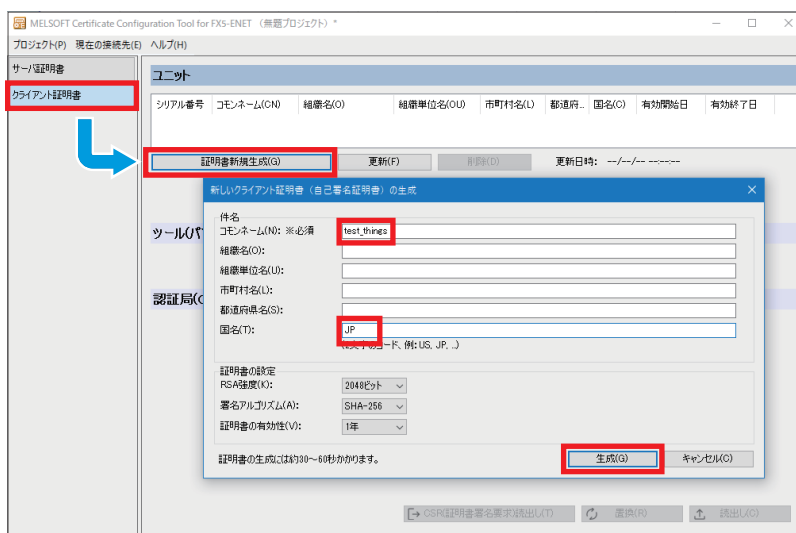 MELSOFT Certificate Configuration Tool for FX5-ENET （無題プロジェクト） *
プロジェクト(P) 現在の接続先(E) ヘルプ(H)
サーバ証明書
クライアント証明書
ユニット
シリアル番号 コモンネーム(CN) 組織名(O) 組織単位名(OU) 市町村名(L) 都道府... 国名(C) 有効開始日 有効終了日
証明書新規生成(G) 更新(F) 削除(D) 更新日時: --/--/-- --:--:--
新しいクライアント証明書（自己署名証明書）の生成
件名
コモンネーム(N): ※必須 test_things
組織名(O):
組織単位名(U):
市町村名(L):
都道府県名(S):
国名(T): JP
(2文字のコード、例: US, JP, ..)
証明書の設定
RSA強度(K): 2048ビット
署名アルゴリズム(A): SHA-256
証明書の有効性(V): 1年
証明書の生成には約30～60秒かかります。
生成(G) キャンセル(C)
ツール(パ
認証局(C
CSR(証明書署名要求)読出し(T) 置換(R) 読出し(C)